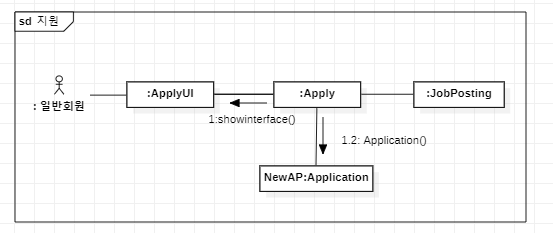 sd 지원
: 일반회원
:ApplyUI
:Apply
:JobPosting
1:showinterface()
1.2: Application()
NewAP:Application